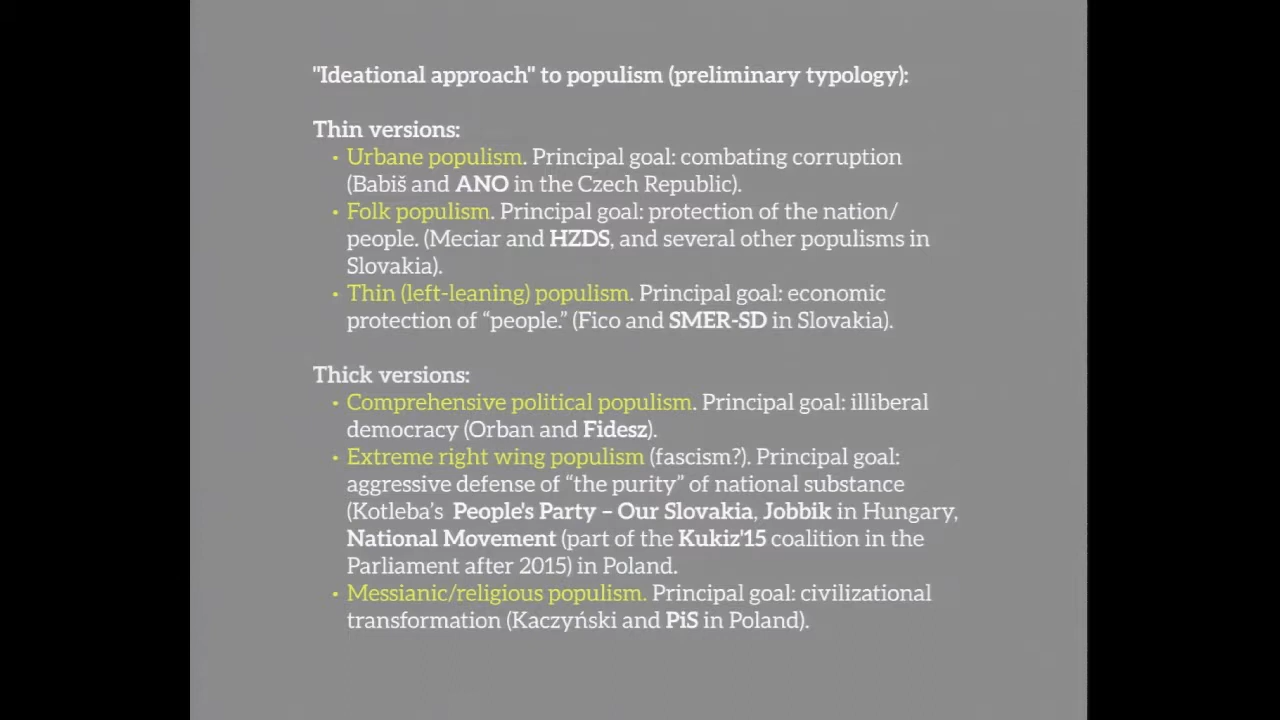 "Ideational approach" to populism (preliminary typology):
Thin versions:
• Urbane populism. Principal goal: combating corruption
(Babiš and ANO in the Czech Republic).
• Folk populism. Principal goal: protection of the nation/
people. (Meciar and HZDS, and several other populisms in
Slovakia).
• Thin (left-leaning) populism. Principal goal: economic
protection of “people.” (Fico and SMER-SD in Slovakia).
Thick versions:
• Comprehensive political populism. Principal goal: illiberal
democracy (Orban and Fidesz).
• Extreme right wing populism (fascism?). Principal goal:
aggressive defense of “the purity” of national substance
(Kotleba’s People's Party – Our Slovakia, Jobbik in Hungary,
National Movement (part of the Kukiz'15 coalition in the
Parliament after 2015) in Poland.
• Messianic/religious populism. Principal goal: civilizational
transformation (Kaczyński and PiS in Poland).